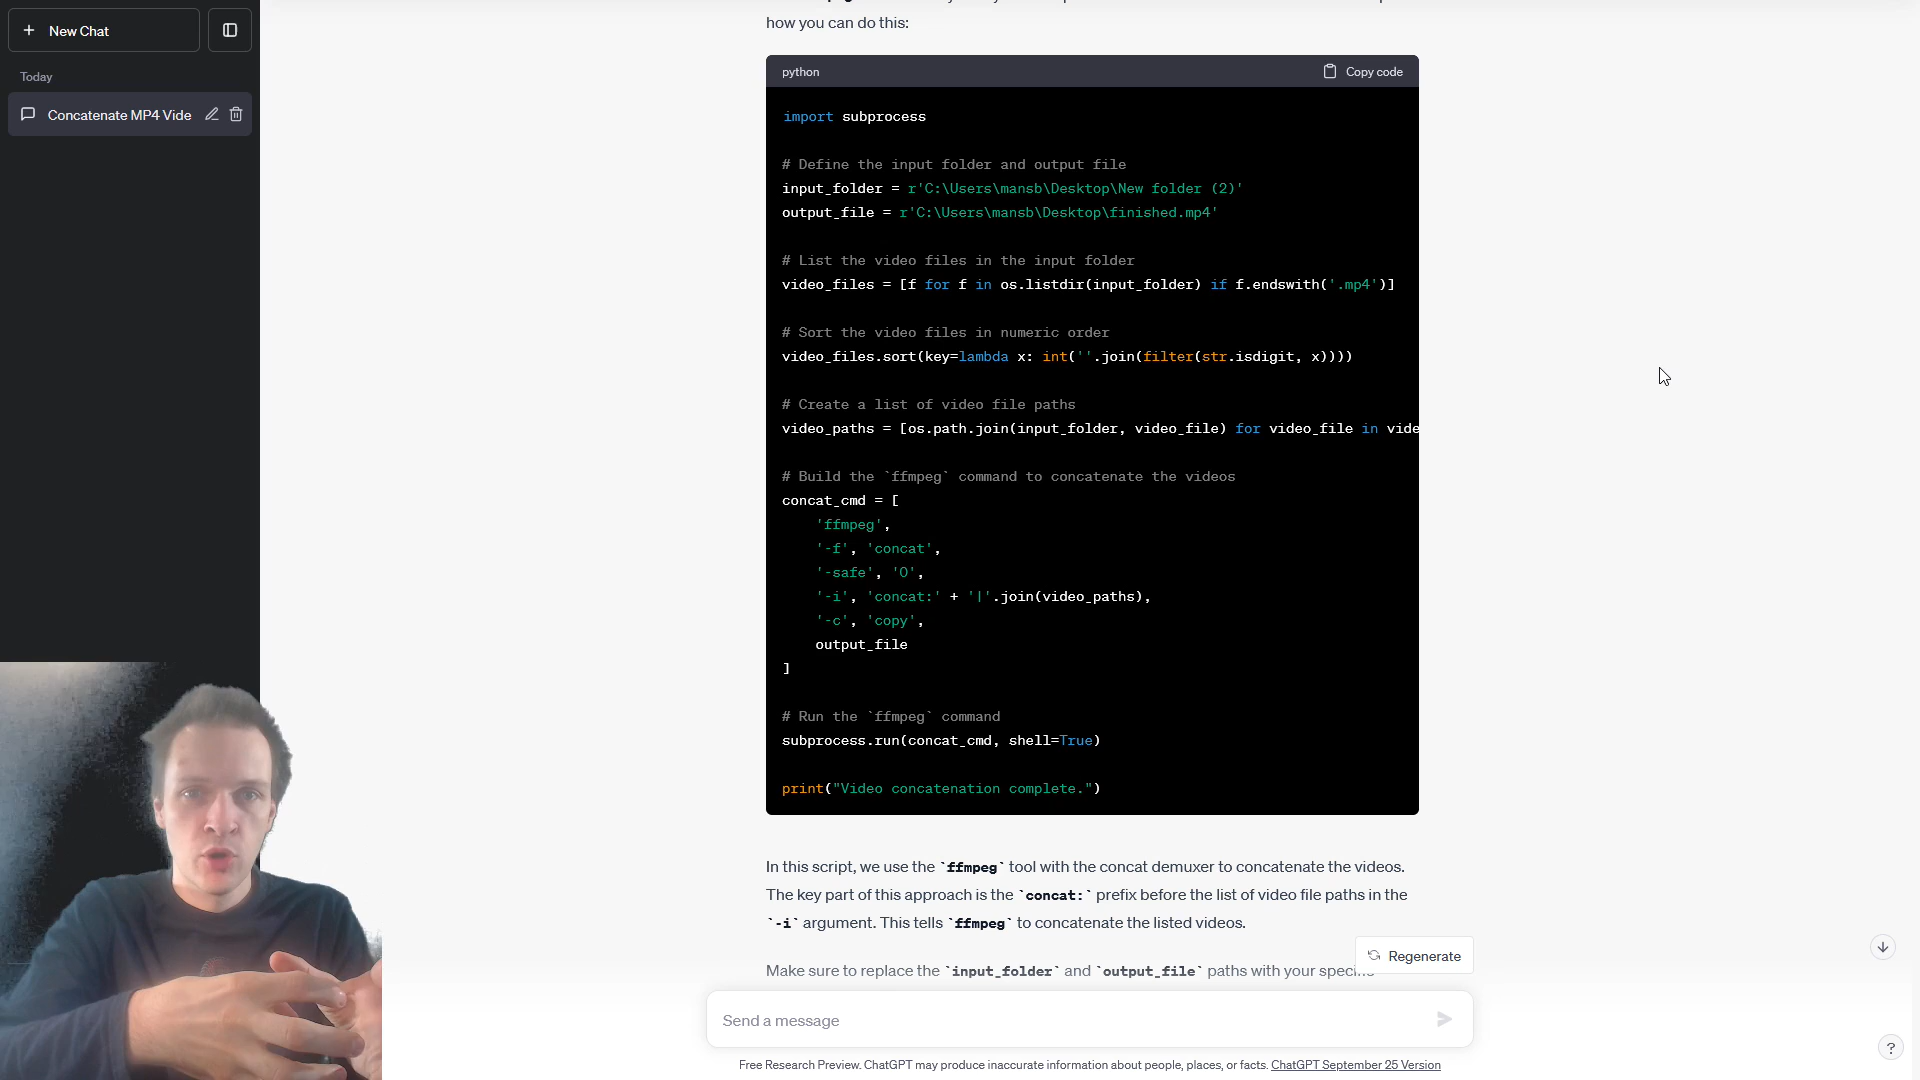 New Chat
Today
Concatenate MP4 Vide
how you can do this:
python
Copy code
import subprocess
# Define the input folder and output file
input_folder = r'C:\Users\mansb\Desktop\New folder (2)'
output_file = r'C:\Users\mansb\Desktop\finished.mp4'
# List the video files in the input folder
video_files = [f for f in os.listdir(input_folder) if f.endswith('.mp4')]
# Sort the video files in numeric order
video_files.sort(key=lambda x: int(''.join(filter(str.isdigit, x))))
# Create a list of video file paths
video_paths = [os.path.join(input_folder, video_file) for video_file in vide
# Build the `ffmpeg` command to concatenate the videos
concat_cmd = [
'ffmpeg',
'-f', 'concat',
'-safe', '0',
'-i', 'concat:' + '|'.join(video_paths),
'-c', 'copy',
output_file
]
# Run the `ffmpeg` command
subprocess.run(concat_cmd, shell=True)
print("Video concatenation complete.")
In this script, we use the `ffmpeg` tool with the concat demuxer to concatenate the videos.
The key part of this approach is the `concat:` prefix before the list of video file paths in the
`-i` argument. This tells `ffmpeg` to concatenate the listed videos.
Regenerate
Make sure to replace the `input_folder` and `output_file` paths with your specific
Send a message
Free Research Preview. ChatGPT may produce inaccurate information about people, places, or facts. ChatGPT September 25 Version
?